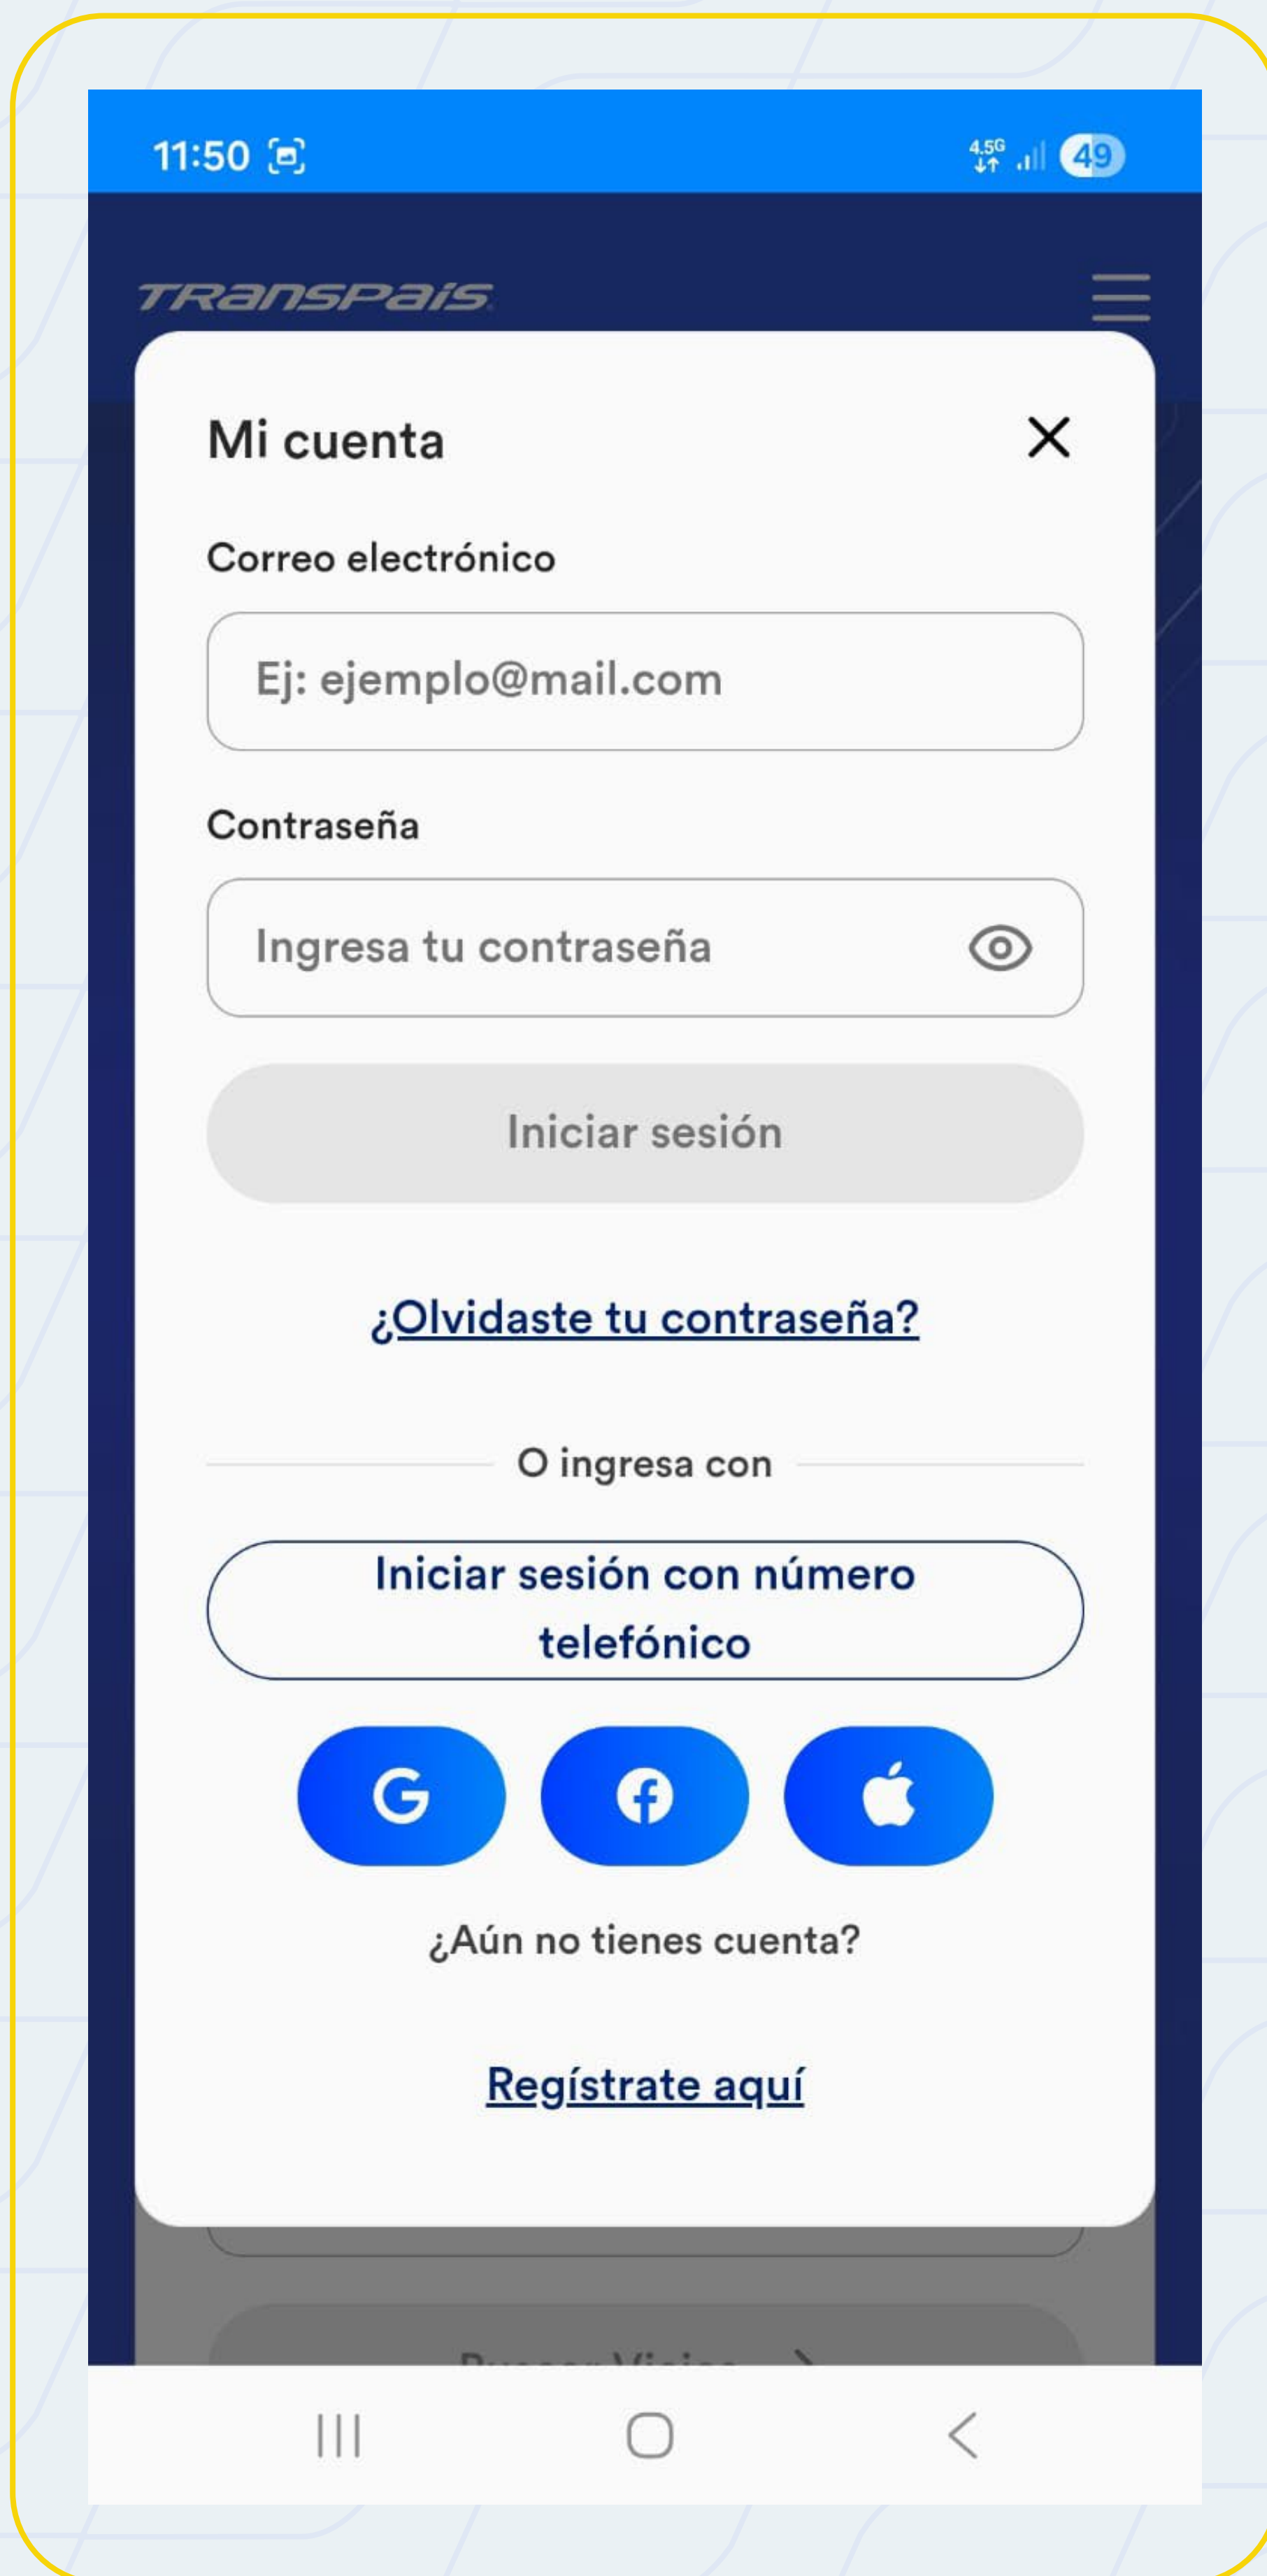 11:50
4.5G
49
TRANSPAÍS
Mi cuenta
Correo electrónico
Ej: ejemplo@mail.com
Contraseña
Ingresa tu contraseña
Iniciar sesión
¿Olvidaste tu contraseña?
O ingresa con
Iniciar sesión con número
telefónico
¿Aún no tienes cuenta?
Regístrate aquí